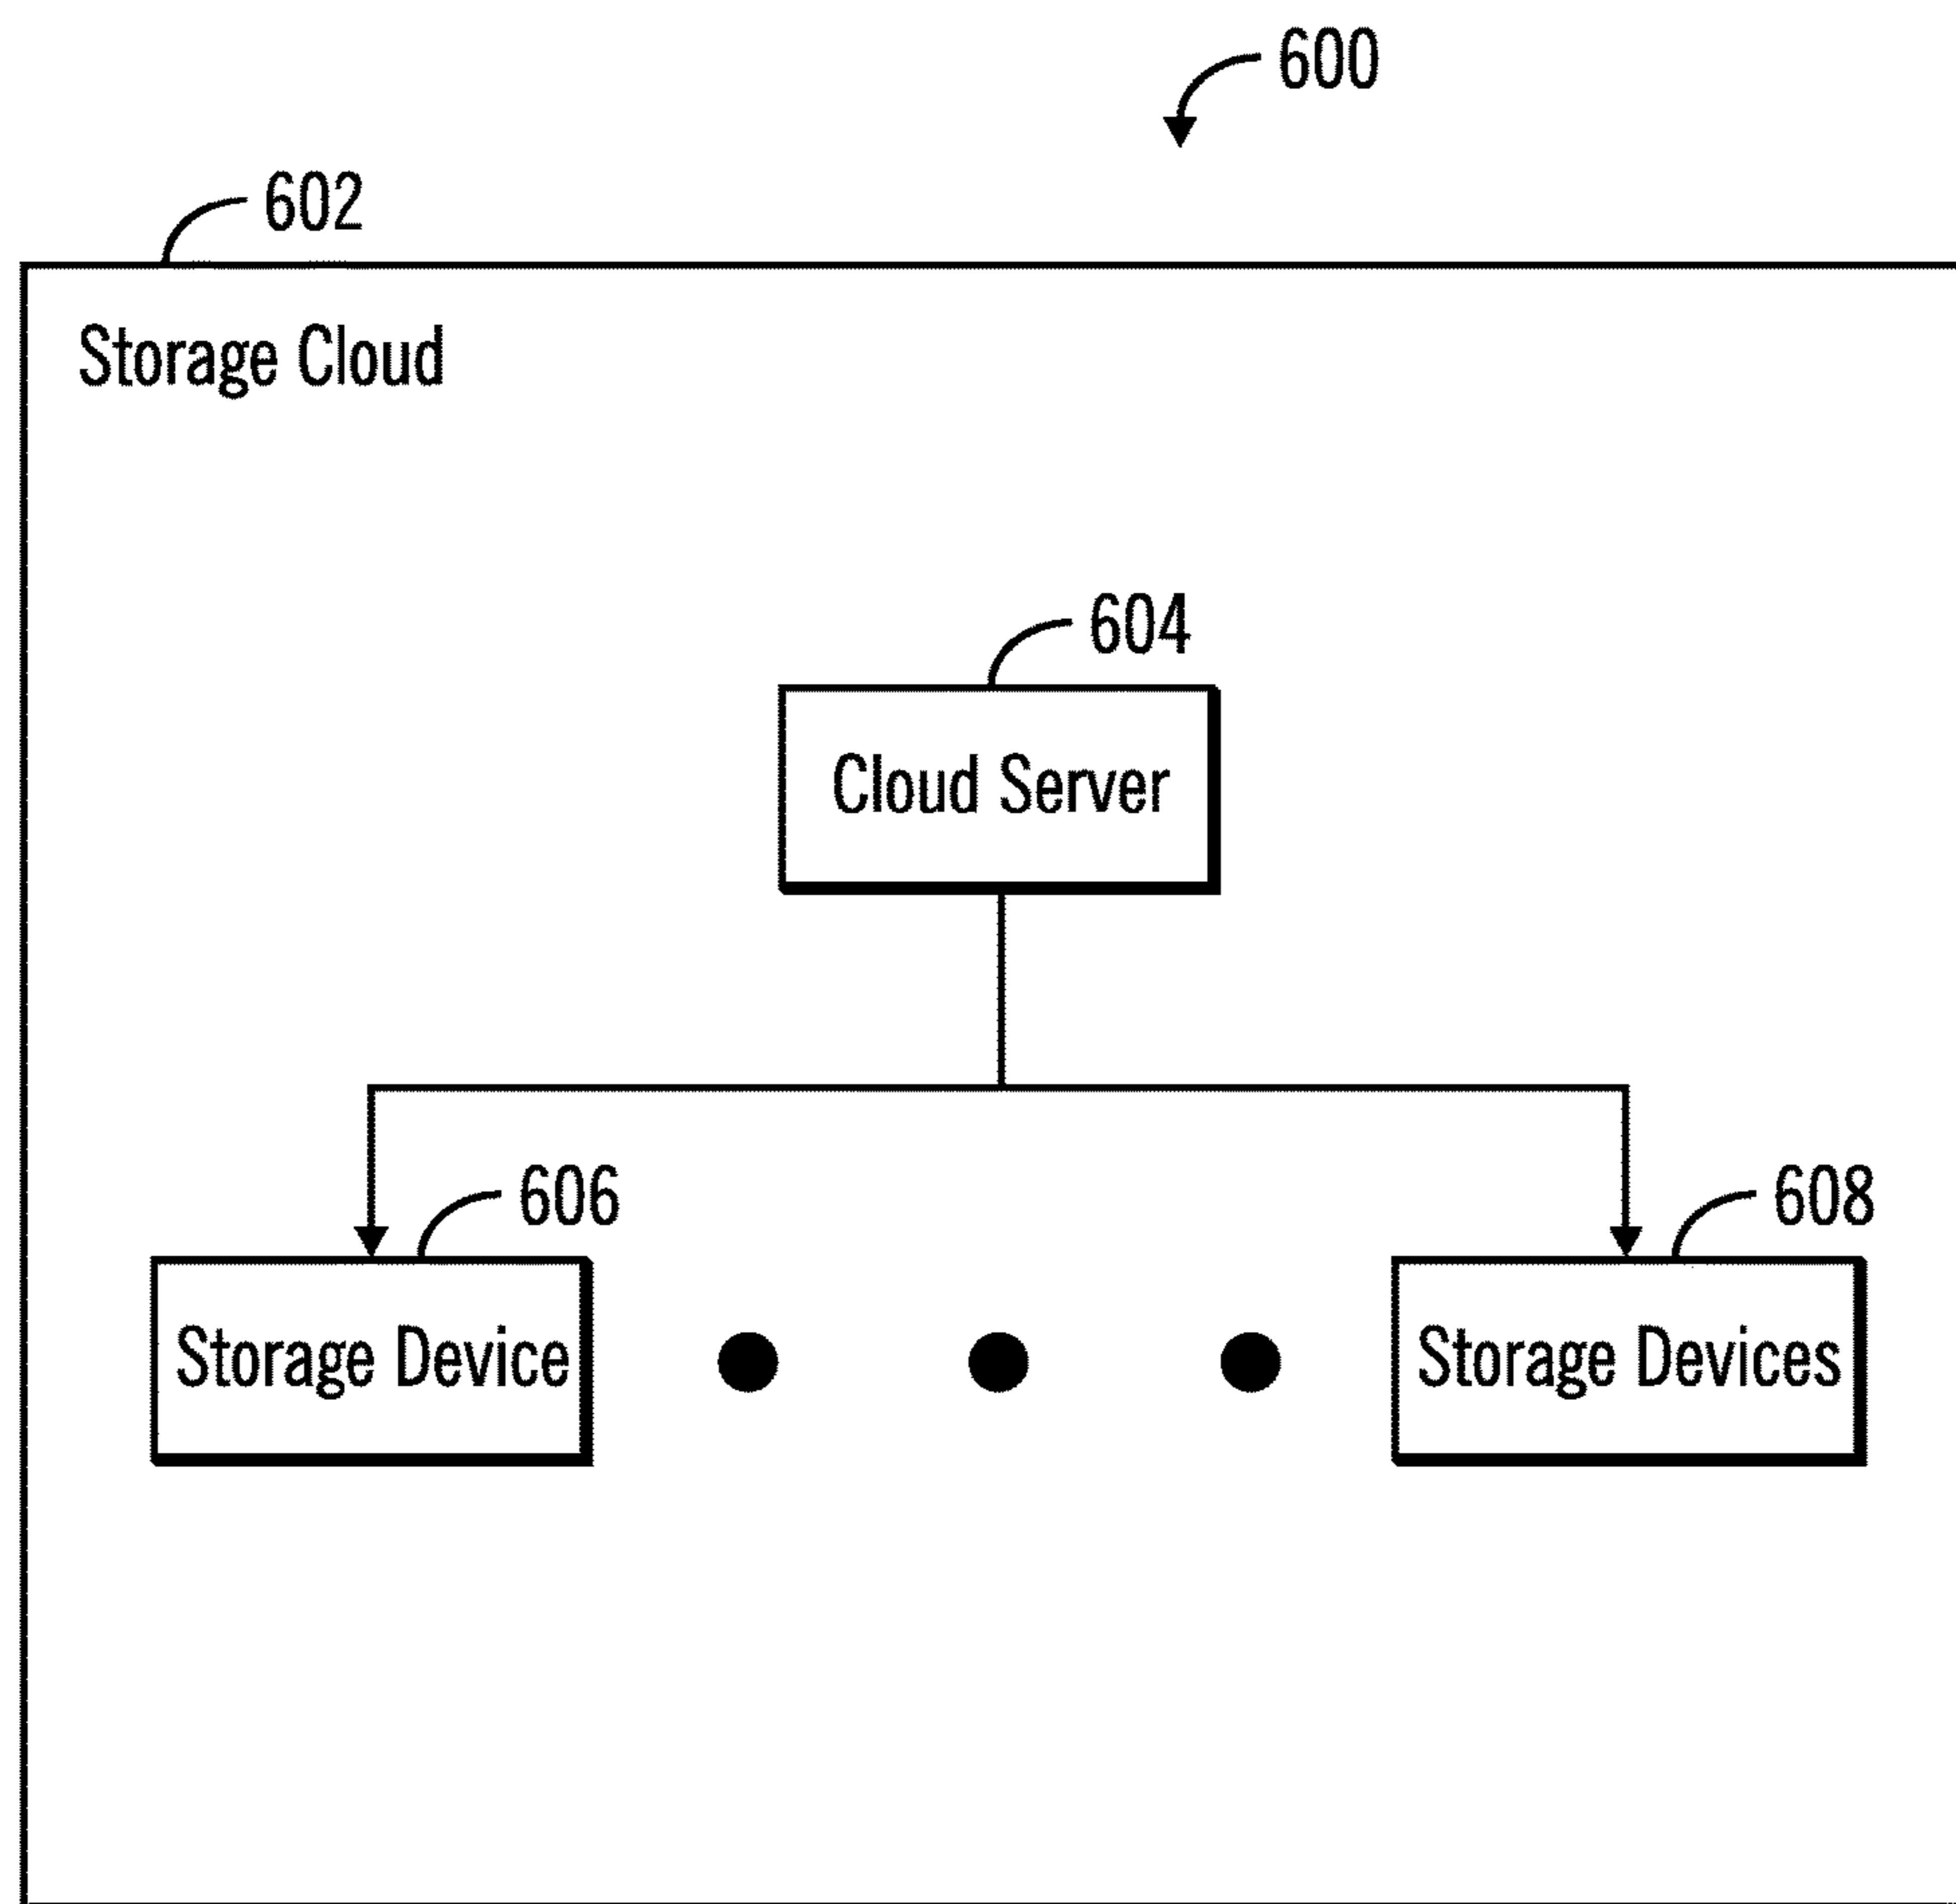 600
602
Storage Cloud
604
Cloud Server
606
608
Storage Device
Storage Devices